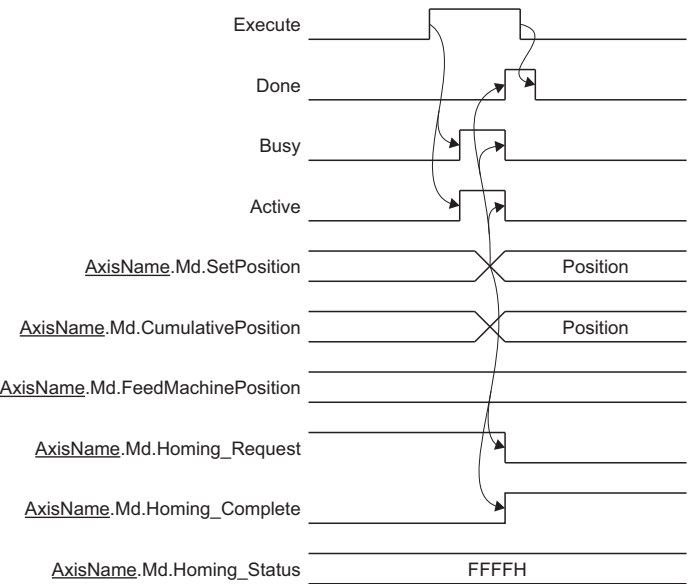 Execute
Done
Busy
Active
AxisName.Md.SetPosition Position
AxisName.Md.CumulativePosition Position
AxisName.Md.FeedMachinePosition
AxisName.Md.Homing_Request
AxisName.Md.Homing_Complete
AxisName.Md.Homing_Status FFFFH